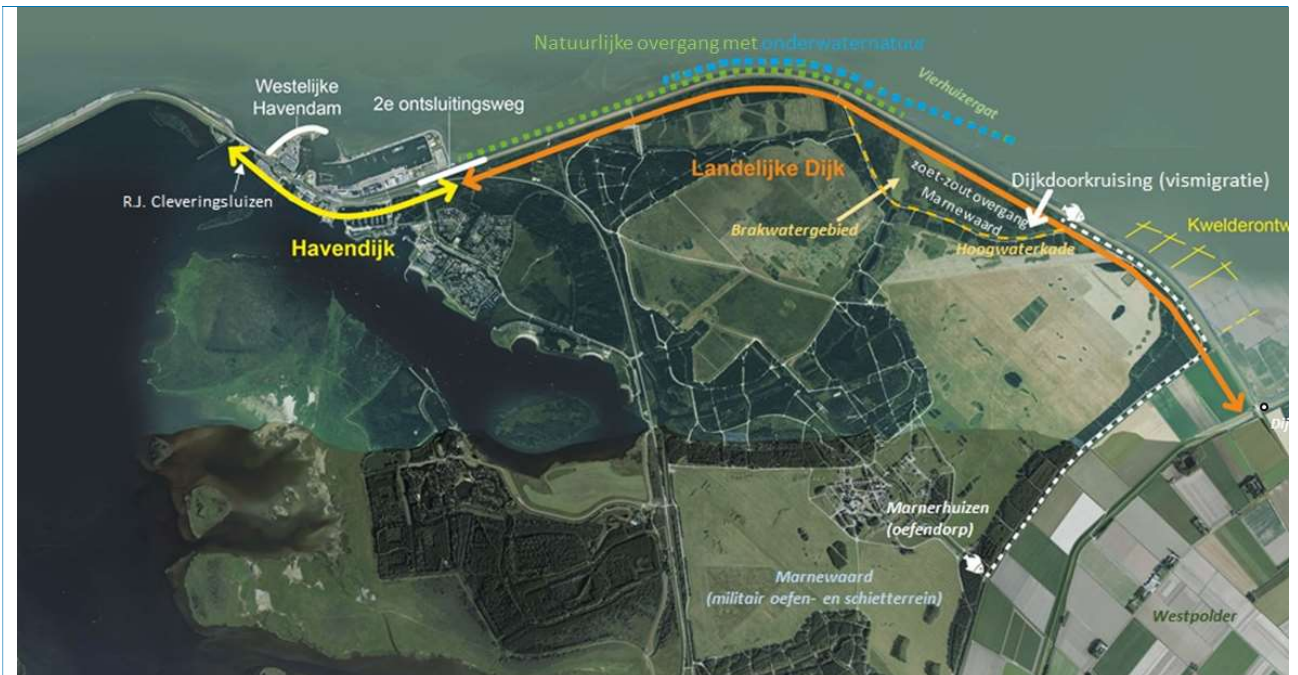 Natuurlijke overgang met onderwaternatuur
Westelijke
Havendam
2e ontsluitingsweg
Vierhuizergat
Landelijke Dijk
zoet-zout overgang
Marnewaard
Dijkdoorkruising (vismigratie)
R.J. Cleveringsluizen
Brakwatergebied
Kwelderontw
Havendijk
Hoogwaterkade
Dij
Marnerhuizen
(oefendorp)
Marnewaard
(militair oefen- en schietterrein)
Westpolder